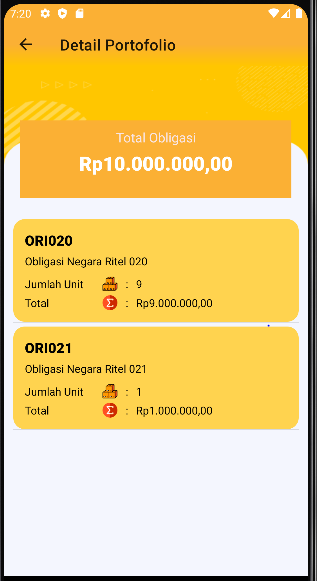 7:20
Detail Portofolio
Total Obligasi
Rp10.000.000,00
ORI020
Obligasi Negara Ritel 020
Jumlah Unit : 9
Total Σ : Rp9.000.000,00
ORI021
Obligasi Negara Ritel 021
Jumlah Unit : 1
Total Σ : Rp1.000.000,00